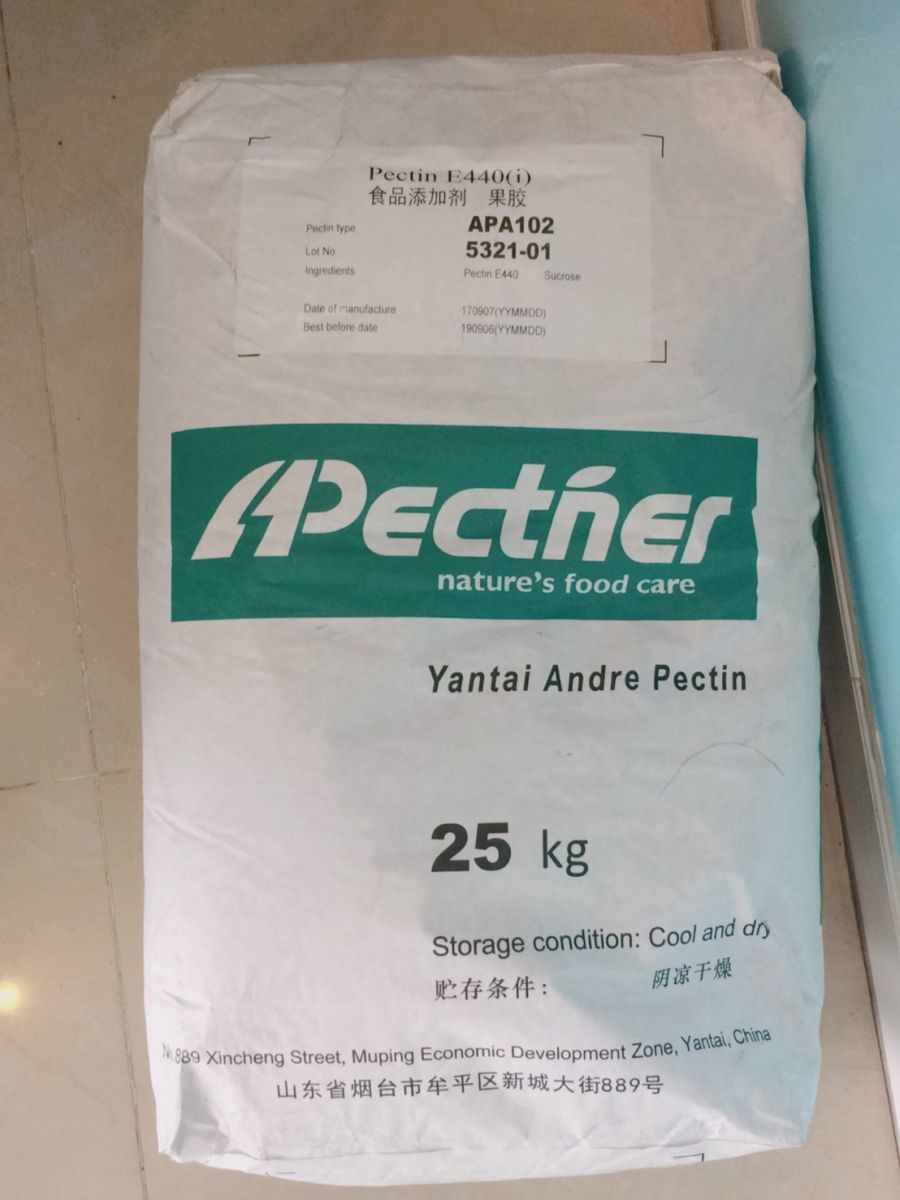 Pectin E440(i)
食品添加剂 果胶
Pectin type APA102
Lot No 5321-01
Ingredients Pectin E440 Sucrose
Date of manufacture 170907(YYMMDD)
Best before date 190906(YYMMDD)
APectner
nature's food care
Yantai Andre Pectin
25 kg
Storage condition: Cool and dry
贮存条件: 阴凉干燥
No.889 Xincheng Street, Muping Economic Development Zone, Yantai, China
山东省烟台市牟平区新城大街889号